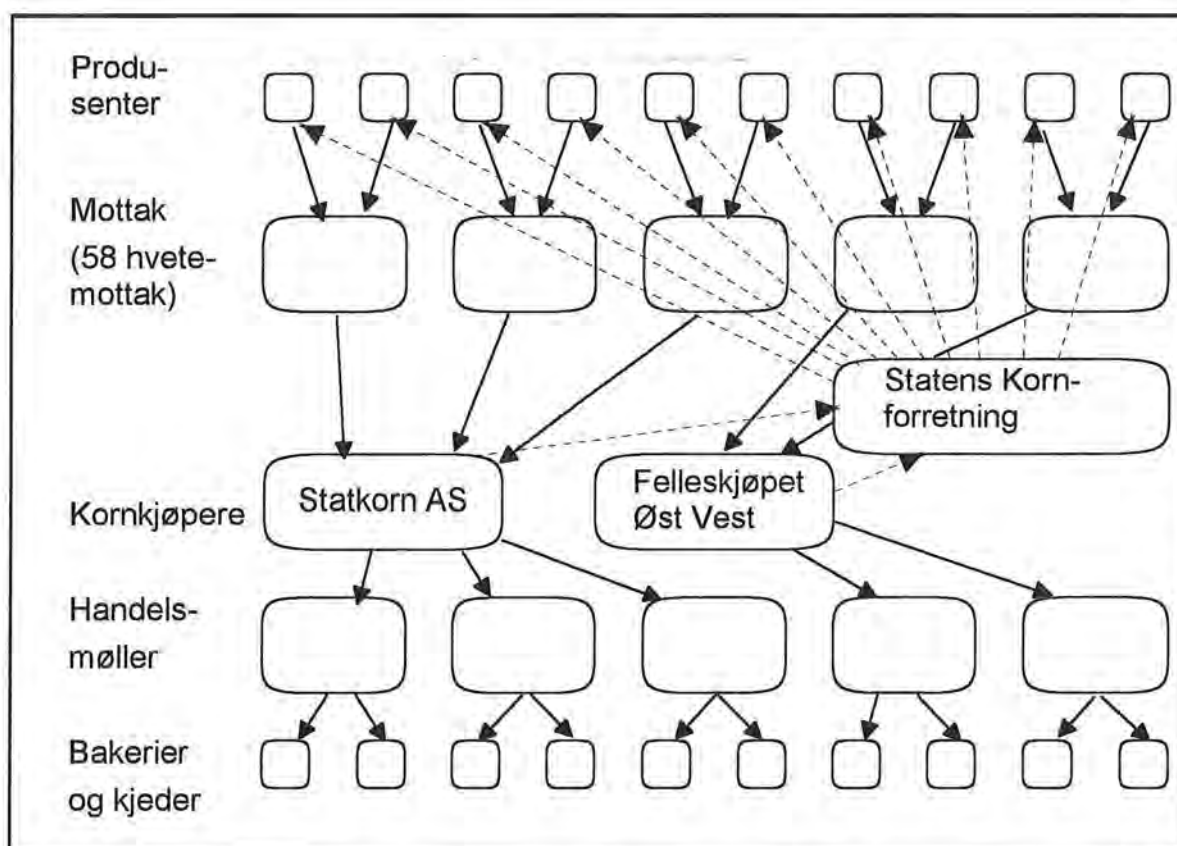 Produ-
senter
Mottak
(58 hvete-
mottak)
Statens Korn-
forretning
Kornkjøpere
Statkorn AS
Felleskjøpet
Øst Vest
Handels-
møller
Bakerier
og kjeder